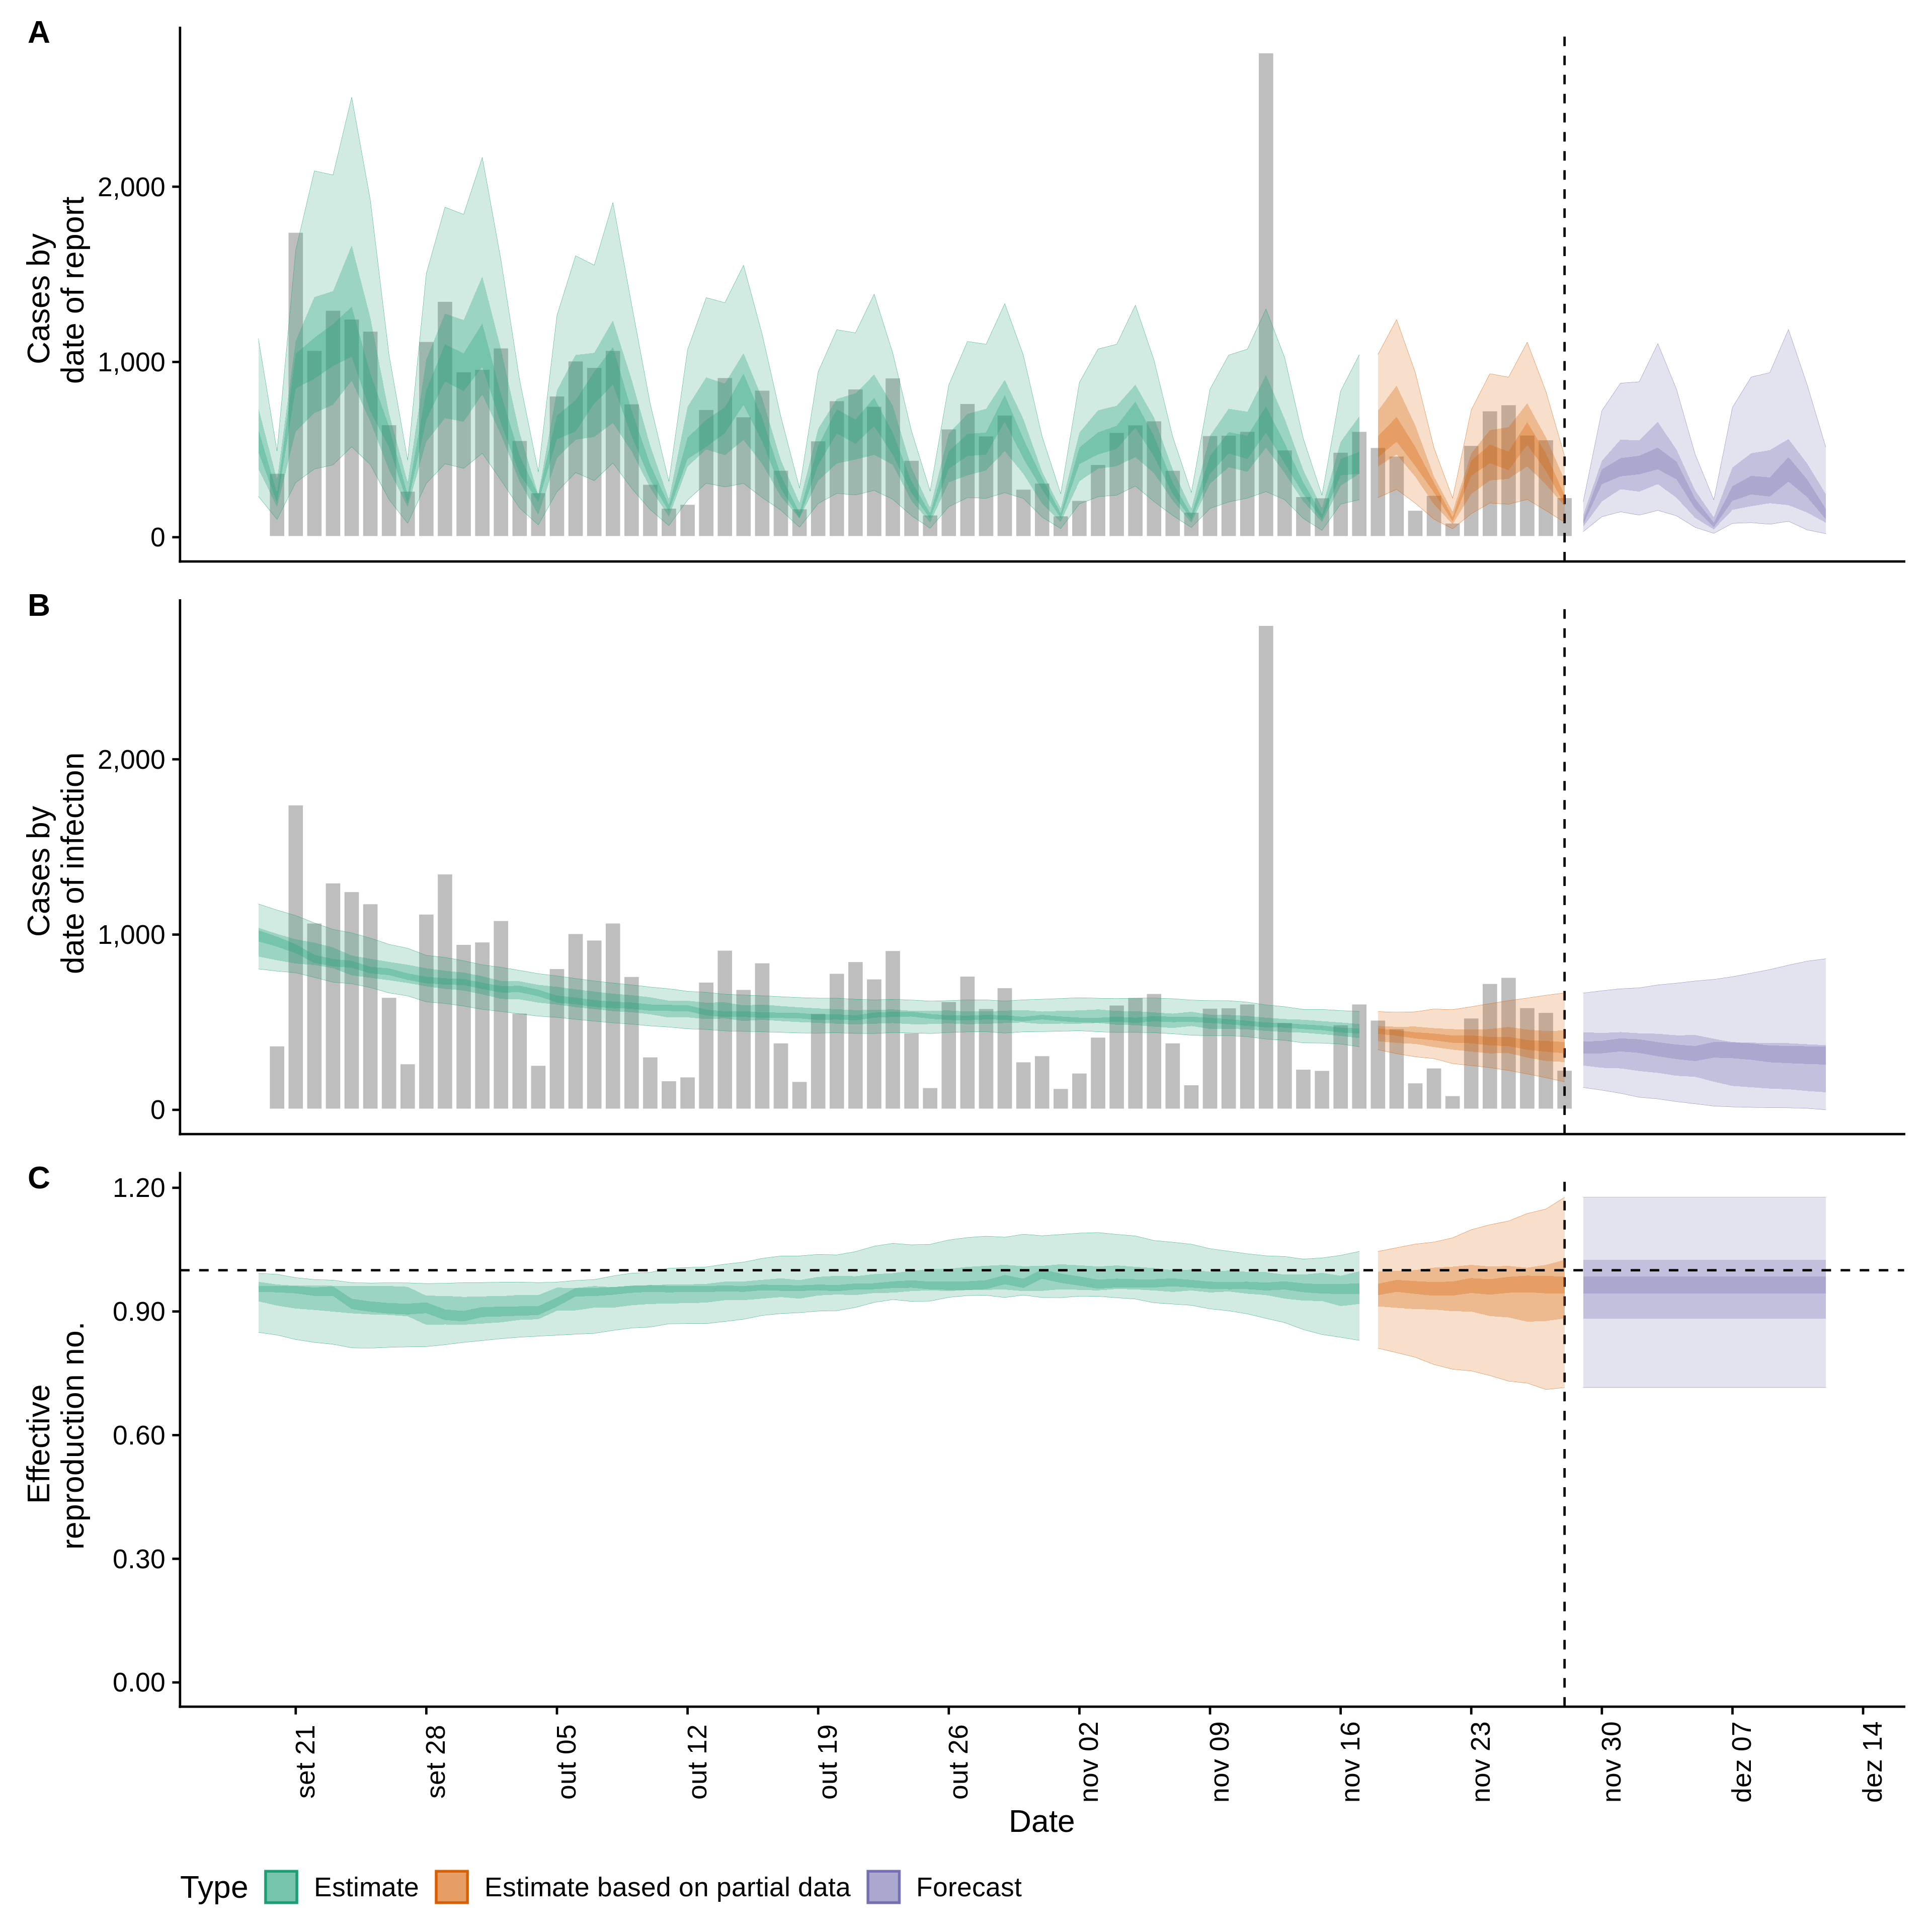 A
Cases by
date of report
2,000
1,000
0
B
Cases by
date of infection
2,000
1,000
0
C
Effective
reproduction no.
1.20
0.90
0.60
0.30
0.00
set 21
set 28
out 05
out 12
out 19
out 26
nov 02
nov 09
nov 16
nov 23
nov 30
dez 07
dez 14
Date
Type Estimate Estimate based on partial data Forecast